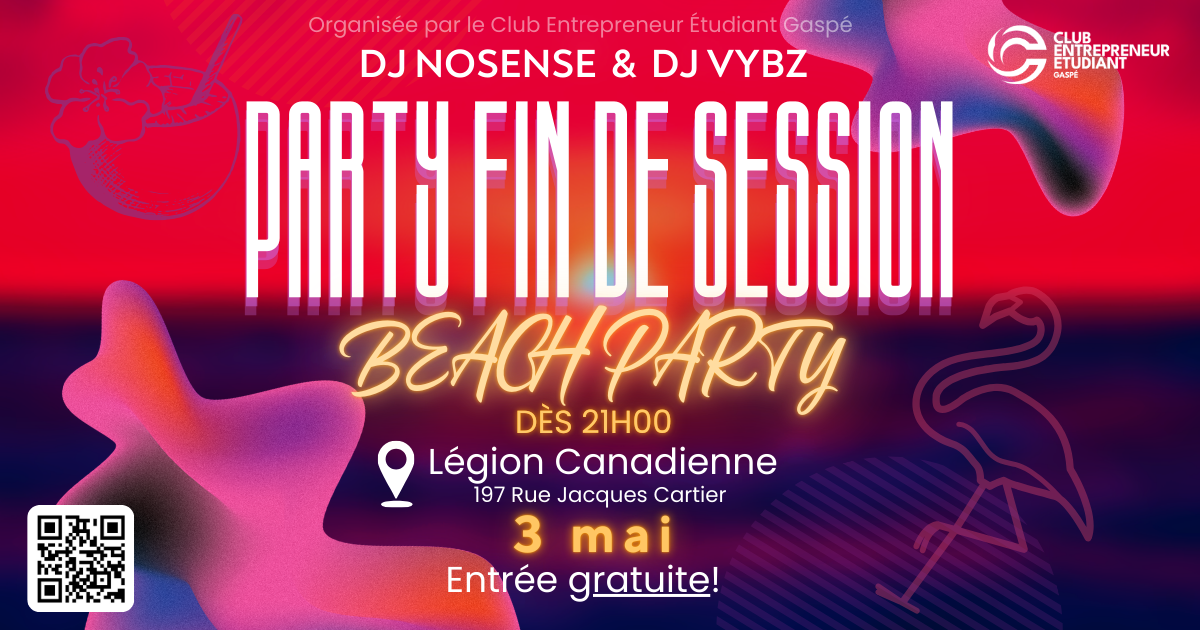 Organisée par le Club Entrepreneur Étudiant Gaspé
DJ NOSENSE & DJ VYBZ
CLUB
ENTREPRENEUR
ÉTUDIANT
GASPÉ
PARTY FIN DE SESSION
BEACH PARTY
DÈS 21H00
Légion Canadienne
197 Rue Jacques Cartier
3 mai
Entrée gratuite!